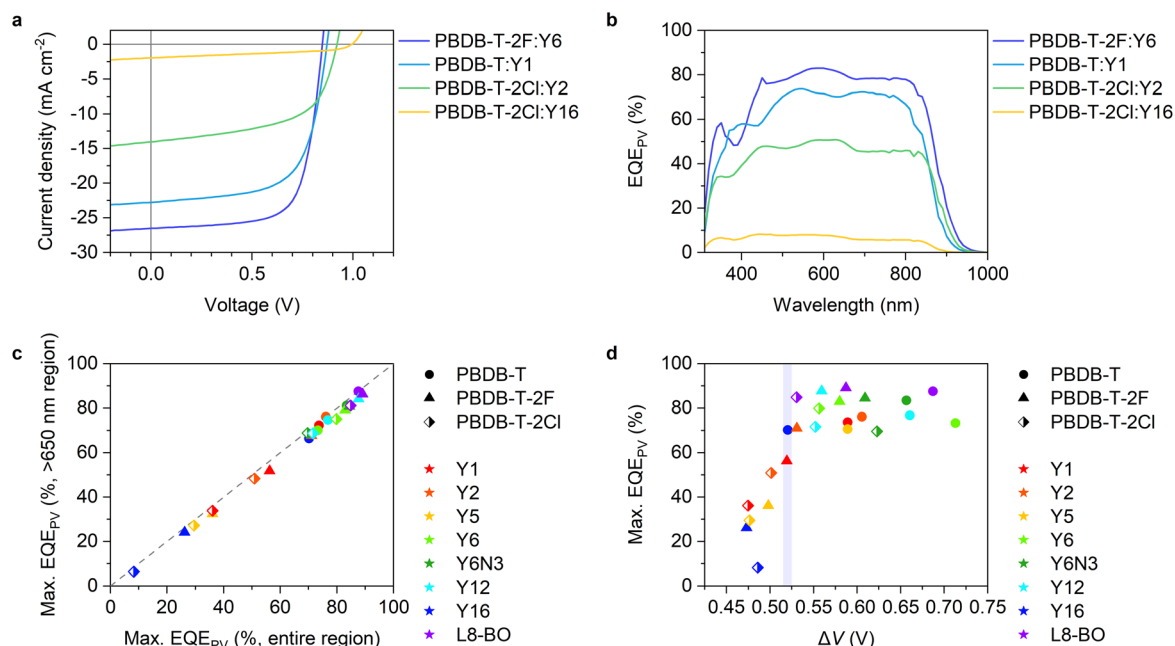 a
Current density (mA cm⁻²)
0
-5
-10
-15
-20
-25
-30
0.0
0.5
1.0
Voltage (V)
PBDB-T-2F:Y6
PBDB-T:Y1
PBDB-T-2Cl:Y2
PBDB-T-2Cl:Y16
b
EQE_PV (%)
100
80
60
40
20
0
400
600
800
1000
Wavelength (nm)
PBDB-T-2F:Y6
PBDB-T:Y1
PBDB-T-2Cl:Y2
PBDB-T-2Cl:Y16
c
Max. EQE_PV (%, >650 nm region)
100
80
60
40
20
0
0
20
40
60
80
100
Max. EQE_PV (%, entire region)
PBDB-T
PBDB-T-2F
PBDB-T-2Cl
Y1
Y2
Y5
Y6
Y6N3
Y12
Y16
L8-BO
d
Max. EQE_PV (%)
100
80
60
40
20
0
0.45
0.50
0.55
0.60
0.65
0.70
0.75
ΔV (V)
PBDB-T
PBDB-T-2F
PBDB-T-2Cl
Y1
Y2
Y5
Y6
Y6N3
Y12
Y16
L8-BO